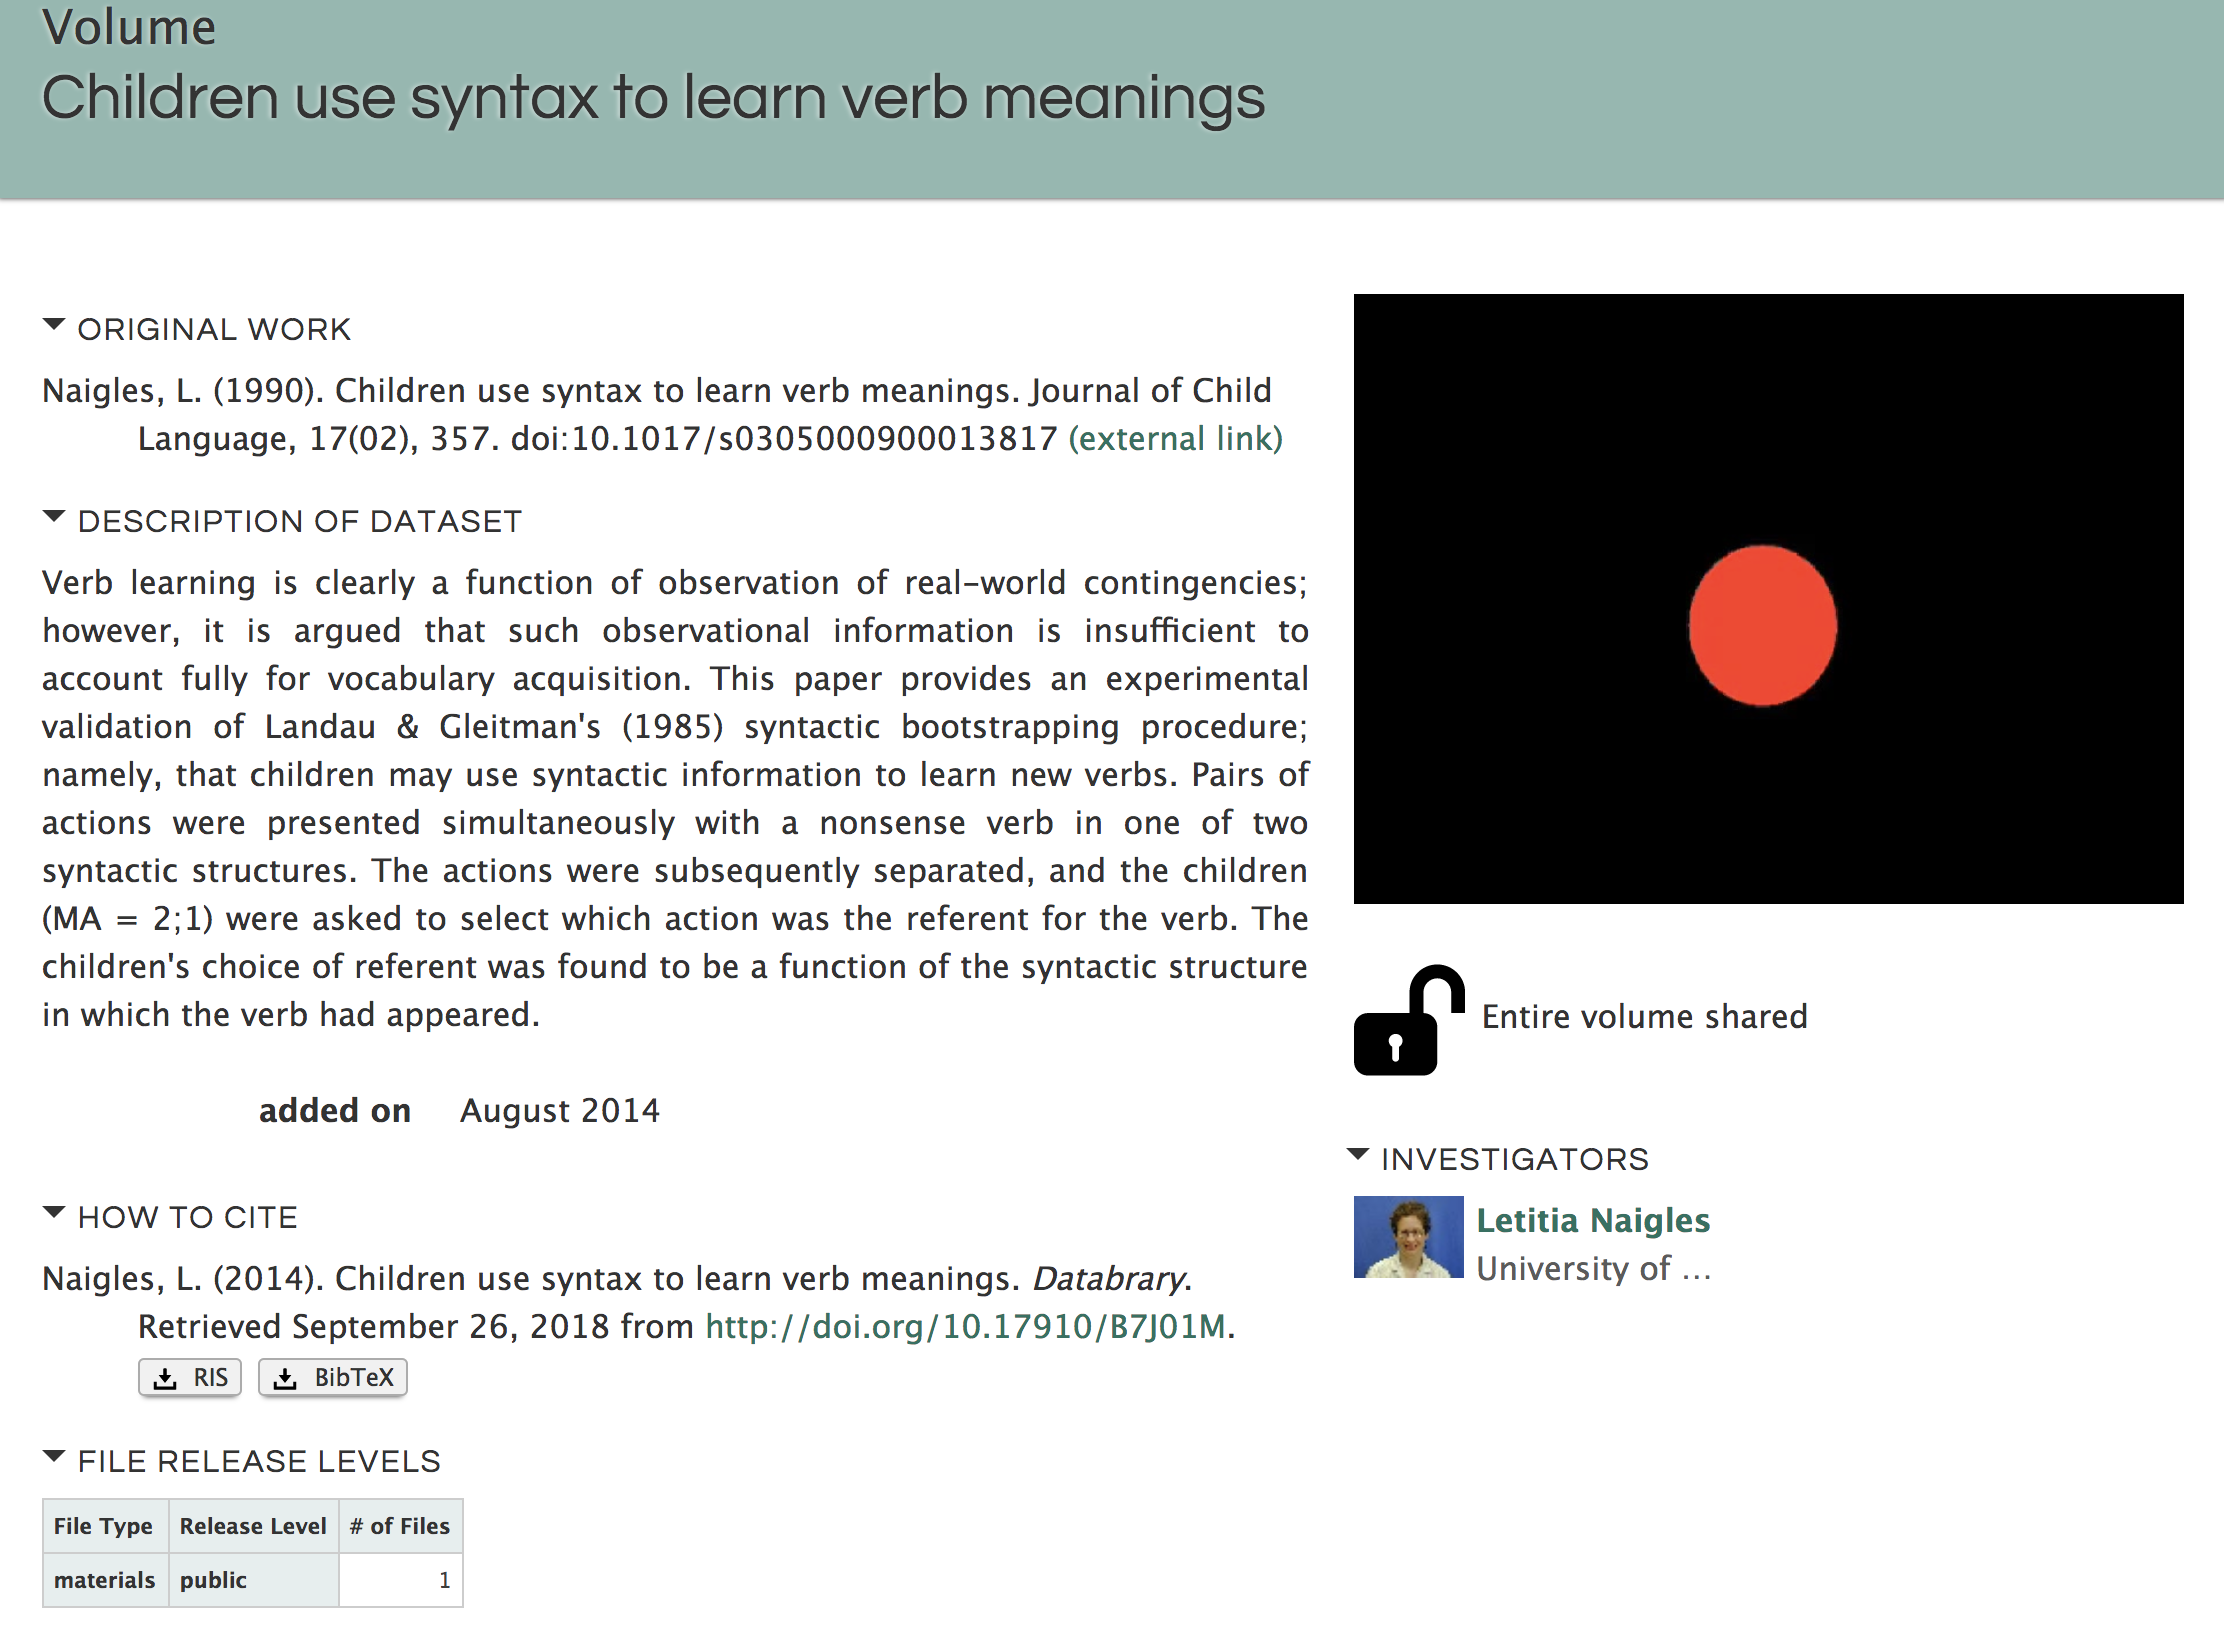 Volume
Children use syntax to learn verb meanings
ORIGINAL WORK
Naigles, L. (1990). Children use syntax to learn verb meanings. Journal of Child
Language, 17(02), 357. doi:10.1017/s0305000900013817 (external link)
DESCRIPTION OF DATASET
Verb learning is clearly a function of observation of real-world contingencies;
however, it is argued that such observational information is insufficient to
account fully for vocabulary acquisition. This paper provides an experimental
validation of Landau & Gleitman's (1985) syntactic bootstrapping procedure;
namely, that children may use syntactic information to learn new verbs. Pairs of
actions were presented simultaneously with a nonsense verb in one of two
syntactic structures. The actions were subsequently separated, and the children
(MA = 2;1) were asked to select which action was the referent for the verb. The
children's choice of referent was found to be a function of the syntactic structure
in which the verb had appeared.
added on August 2014
HOW TO CITE
Naigles, L. (2014). Children use syntax to learn verb meanings. Databrary.
Retrieved September 26, 2018 from http://doi.org/10.17910/B7J01M.
RIS BibTeX
FILE RELEASE LEVELS
File Type Release Level # of Files
materials public 1
Entire volume shared
INVESTIGATORS
Letitia Naigles
University of ...